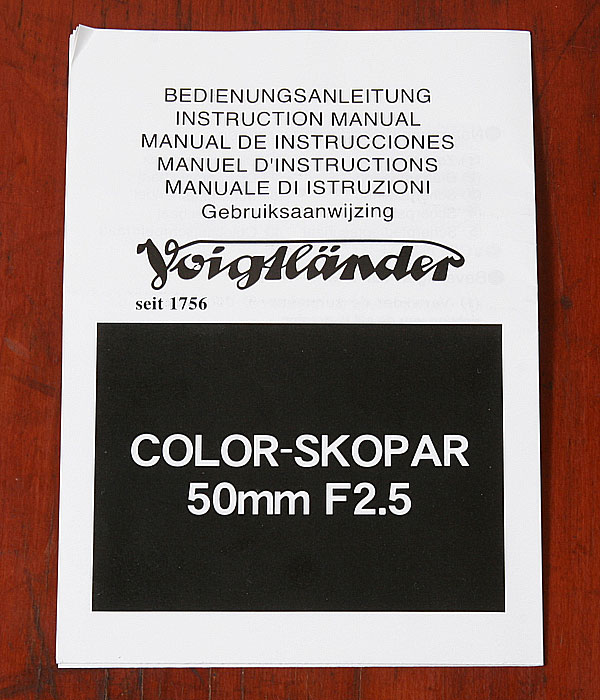 BEDIENUNGSANLEITUNG
INSTRUCTION MANUAL
MANUAL DE INSTRUCCIONES
MANUEL D'INSTRUCTIONS
MANUALE DI ISTRUZIONI
Gebruiksaanwijzing
Voigtländer
seit 1756
COLOR-SKOPAR
50mm F2.5